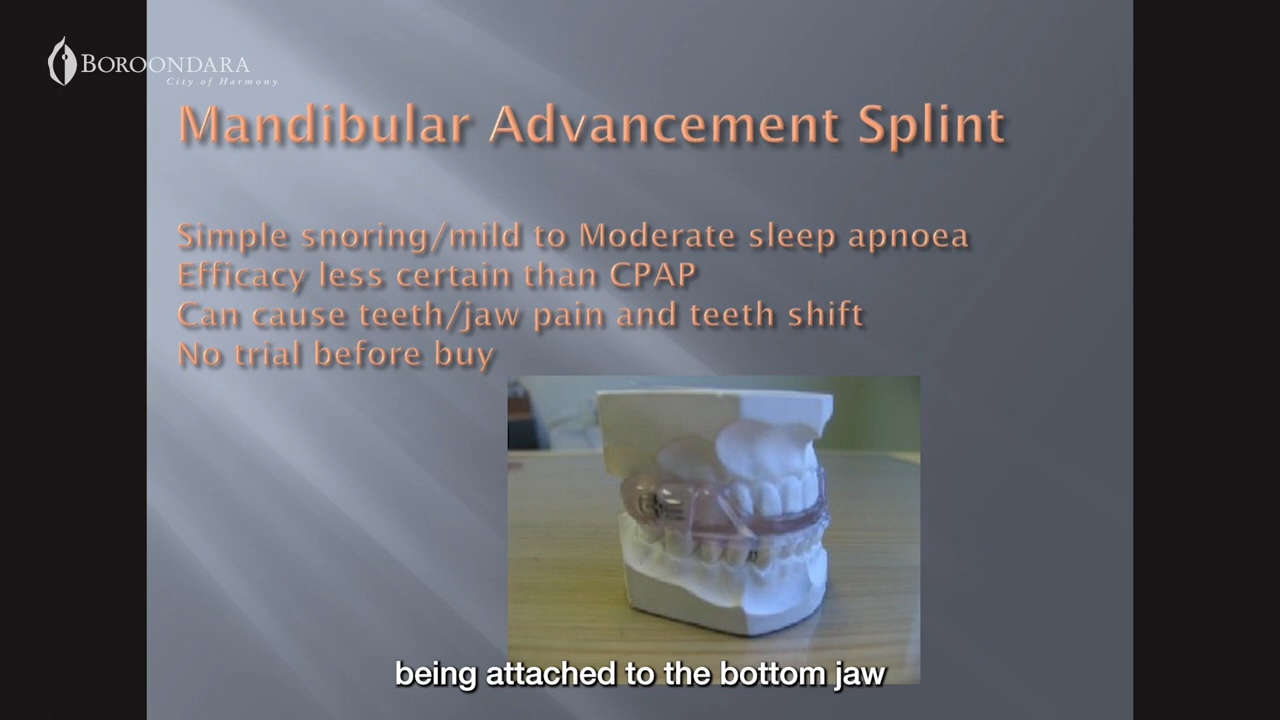 BOROONDARA
City of Harmony
Mandibular Advancement Splint
Simple snoring/mild to Moderate sleep apnoea
Efficacy less certain than CPAP
Can cause teeth/jaw pain and teeth shift
No trial before buy
being attached to the bottom jaw